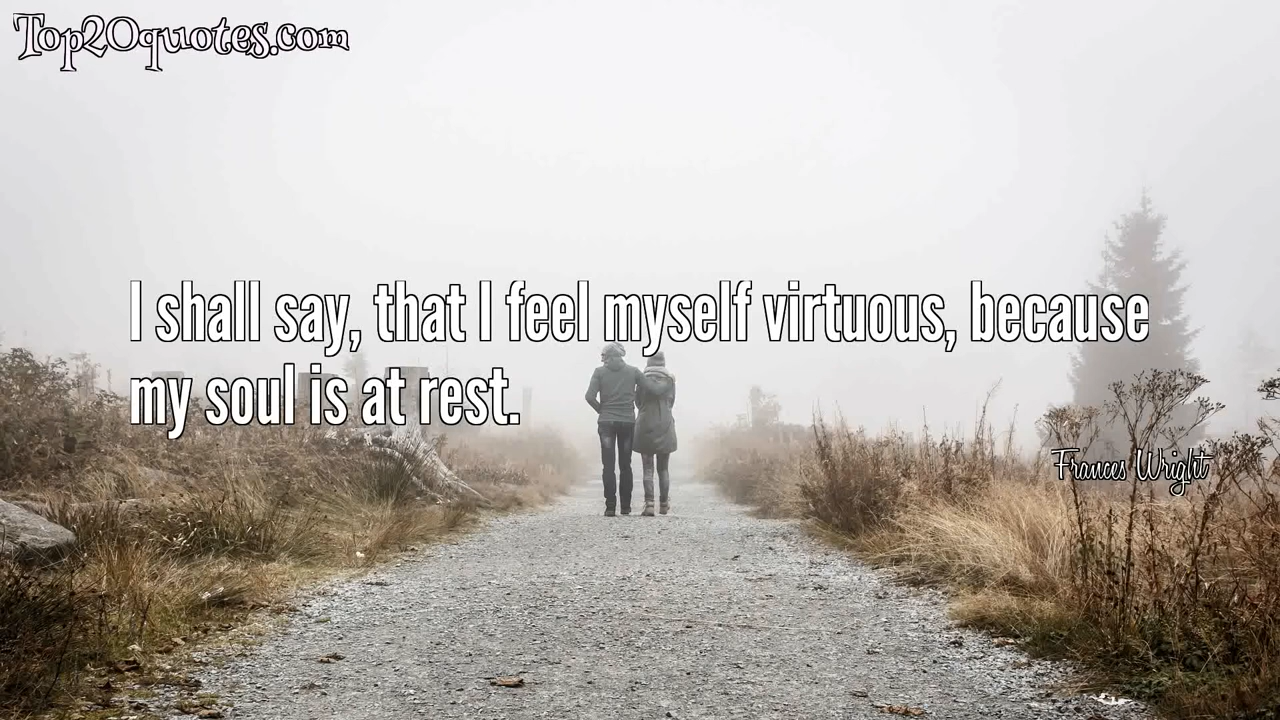 Top20quotes.com
I shall say, that I feel myself virtuous, because
my soul is at rest.
Frances Wright